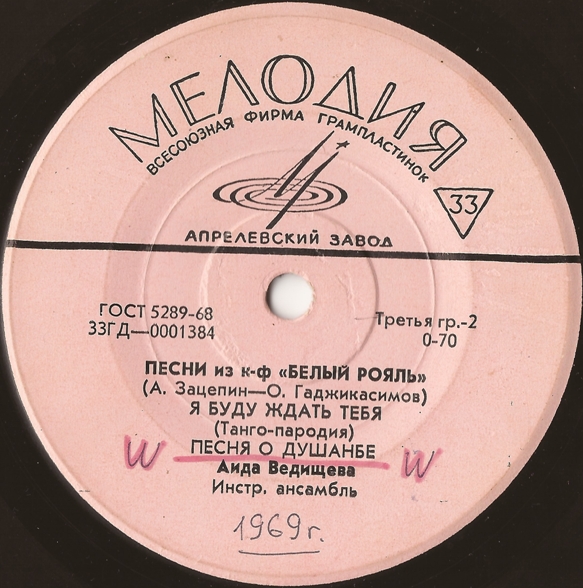 МЕЛОДИЯ
ВСЕСОЮЗНАЯ ФИРМА ГРАМПЛАСТИНОК
33
АПРЕЛЕВСКИЙ ЗАВОД
ГОСТ 5289-68
33ГД—0001384
Третья гр.-2
0-70
ПЕСНИ из к-ф «БЕЛЫЙ РОЯЛЬ»
(А. Зацепин—О. Гаджикасимов)
Я БУДУ ЖДАТЬ ТЕБЯ
(Танго-пародия)
W ПЕСНЯ О ДУШАНБЕ W
Аида Ведищева
Инстр. ансамбль
1969г.